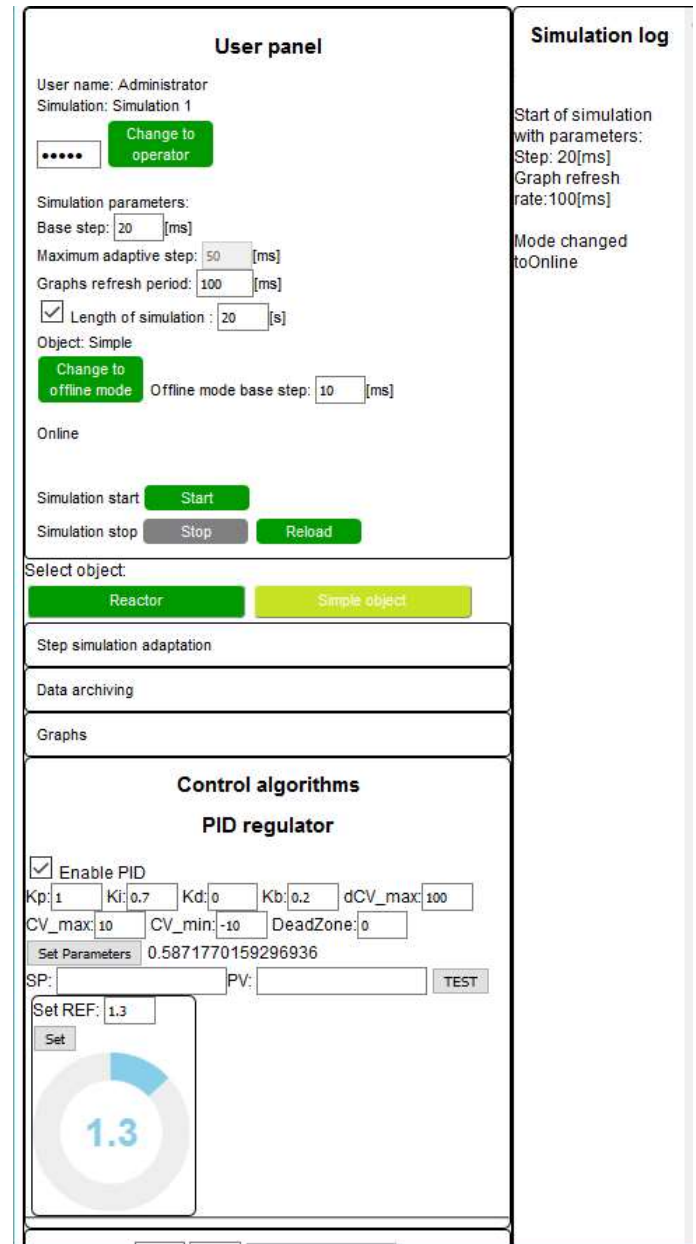 User panel
User name: Administrator
Simulation: Simulation 1
•••••
Change to
operator
Simulation parameters:
Base step: 20 [ms]
Maximum adaptive step: 50 [ms]
Graphs refresh period: 100 [ms]
Length of simulation : 20 [s]
Object: Simple
Change to
offline mode
Offline mode base step: 10 [ms]
Online
Simulation start Start
Simulation stop Stop Reload
Select object:
Reactor Simple object
Step simulation adaptation
Data archiving
Graphs
Control algorithms
PID regulator
Enable PID
Kp: 1 Ki: 0.7 Kd: 0 Kb: 0.2 dCV_max: 100
CV_max: 10 CV_min: -10 DeadZone: 0
Set Parameters 0.5871770159296936
SP: PV: TEST
Set REF: 1.3
Set
1.3
Simulation log
Start of simulation
with parameters:
Step: 20[ms]
Graph refresh
rate:100[ms]
Mode changed
toOnline